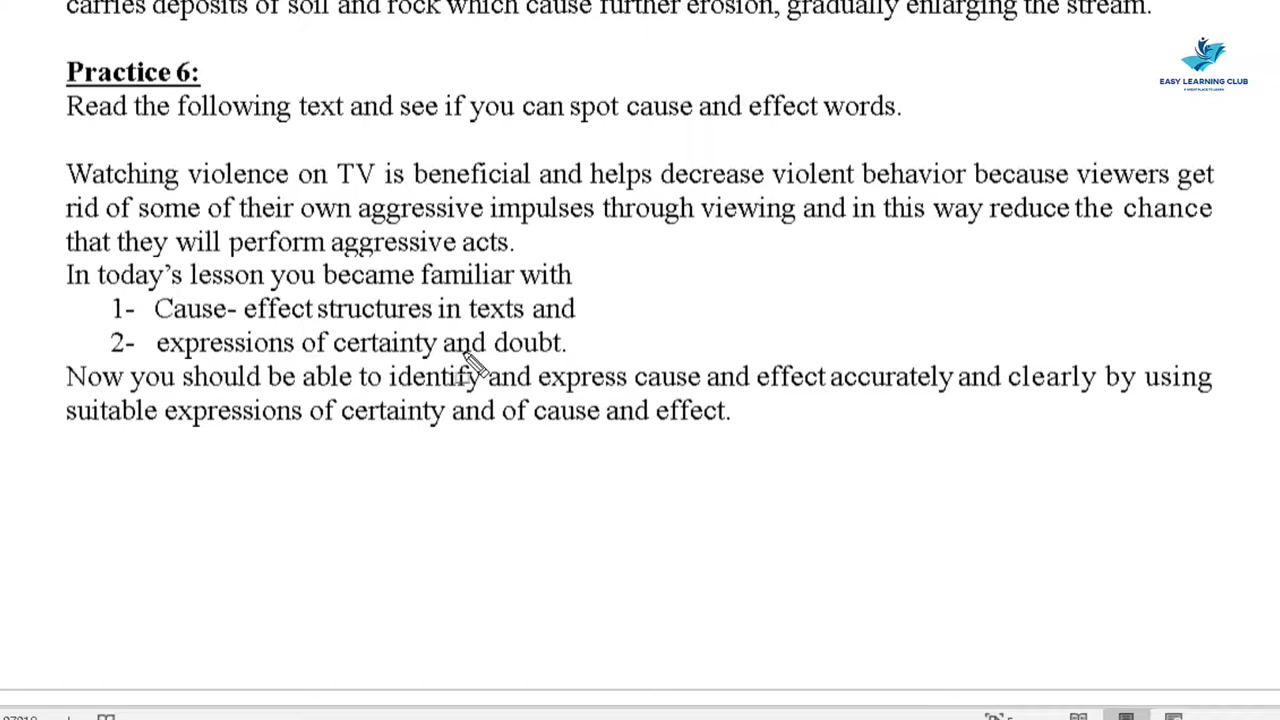 carries deposits of soil and rock which cause further erosion, gradually enlarging the stream.
EASY LEARNING CLUB
Practice 6:
Read the following text and see if you can spot cause and effect words.
Watching violence on TV is beneficial and helps decrease violent behavior because viewers get
rid of some of their own aggressive impulses through viewing and in this way reduce the chance
that they will perform aggressive acts.
In today’s lesson you became familiar with
1- Cause- effect structures in texts and
2- expressions of certainty and doubt.
Now you should be able to identify and express cause and effect accurately and clearly by using
suitable expressions of certainty and of cause and effect.